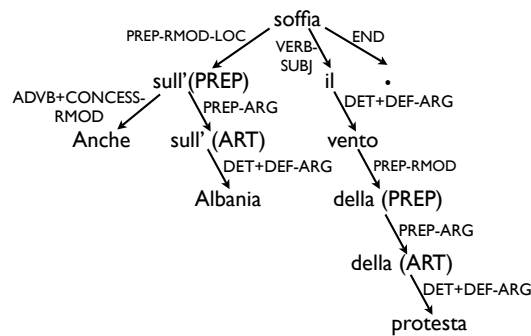 soffia
PREP-RMOD-LOC
VERB-
SUBJ
END
sull'(PREP)
il
.
ADVB+CONCESS-
RMOD
PREP-ARG
DET+DEF-ARG
Anche
sull' (ART)
vento
DET+DEF-ARG
PREP-RMOD
Albania
della (PREP)
PREP-ARG
della (ART)
DET+DEF-ARG
protesta